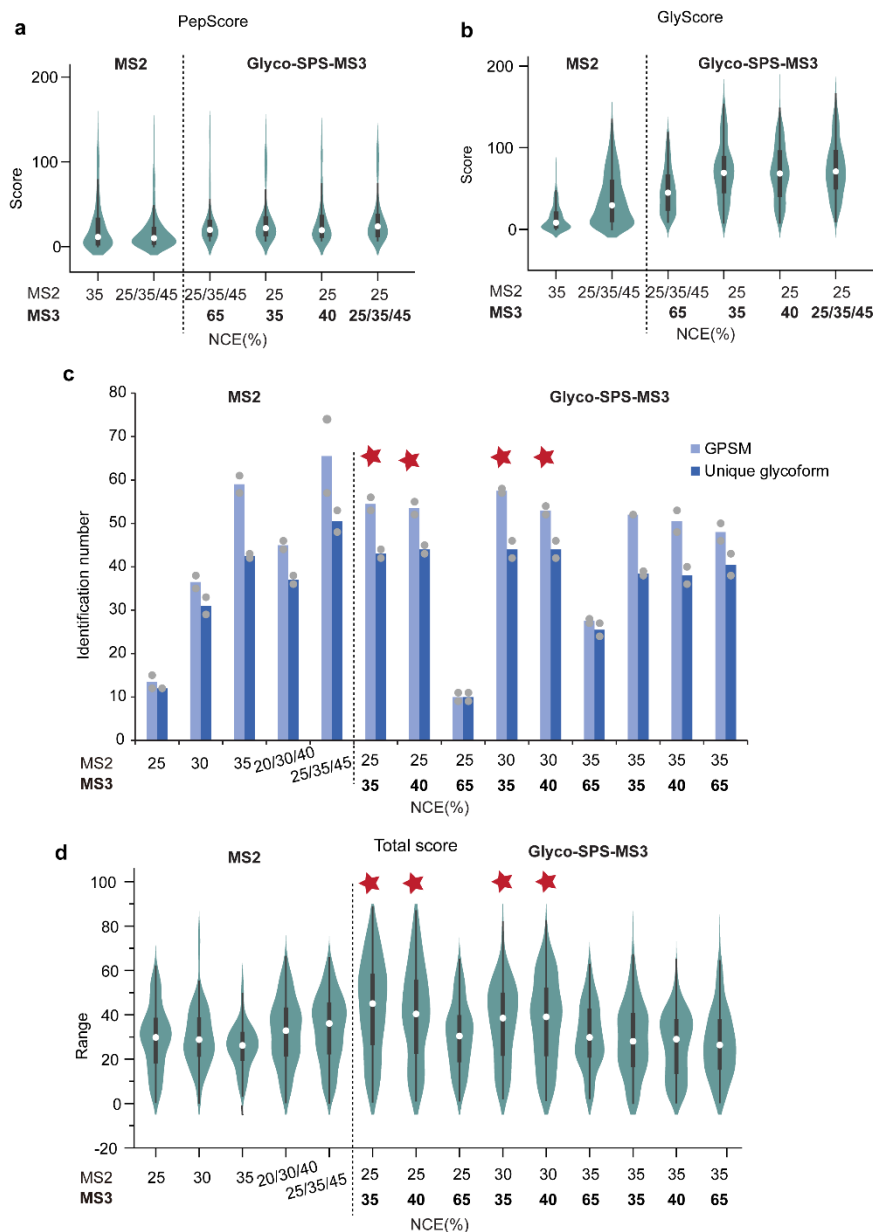 a
PepScore
MS2
Glyco-SPS-MS3
200
100
0
Score
MS2 35 25/35/45 25/35/45 25 25 25
MS3 65 35 40 25/35/45
NCE(%)
b
GlyScore
MS2
Glyco-SPS-MS3
200
100
0
Score
35 25/35/45 25/35/45 25 25 25
65 35 40 25/35/45
NCE(%)
c
MS2
Glyco-SPS-MS3
GPSM
Unique glycoform
80
70
60
50
40
30
20
10
0
Identification number
MS2 25 30 35 20/30/40 25/35/45 25 25 25 30 30 35 35 35 35
MS3 35 40 65 35 40 65 35 40 65
NCE(%)
d
Total score
MS2
Glyco-SPS-MS3
100
80
60
40
20
0
-20
Range
MS2 25 30 35 20/30/40 25/35/45 25 25 25 30 30 35 35 35 35
MS3 35 40 65 35 40 65 35 40 65
NCE(%)